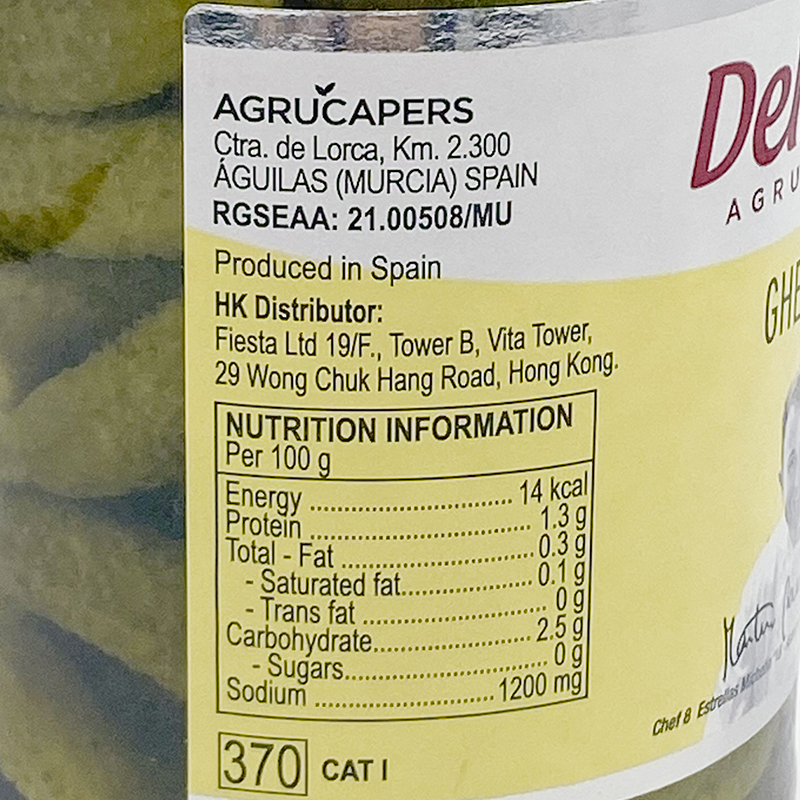 AGRUCAPERS
Ctra. de Lorca, Km. 2.300
ÁGUILAS (MURCIA) SPAIN
RGSEAA: 21.00508/MU
Produced in Spain
HK Distributor:
Fiesta Ltd 19/F., Tower B, Vita Tower,
29 Wong Chuk Hang Road, Hong Kong.
NUTRITION INFORMATION
Per 100 g
Energy 14 kcal
Protein 1.3 g
Total - Fat 0.3 g
- Saturated fat 0.1 g
- Trans fat 0 g
Carbohydrate 2.5 g
- Sugars 0 g
Sodium 1200 mg
370 CAT I
Del
AGRU
GHE
Chef 8 Estrellas